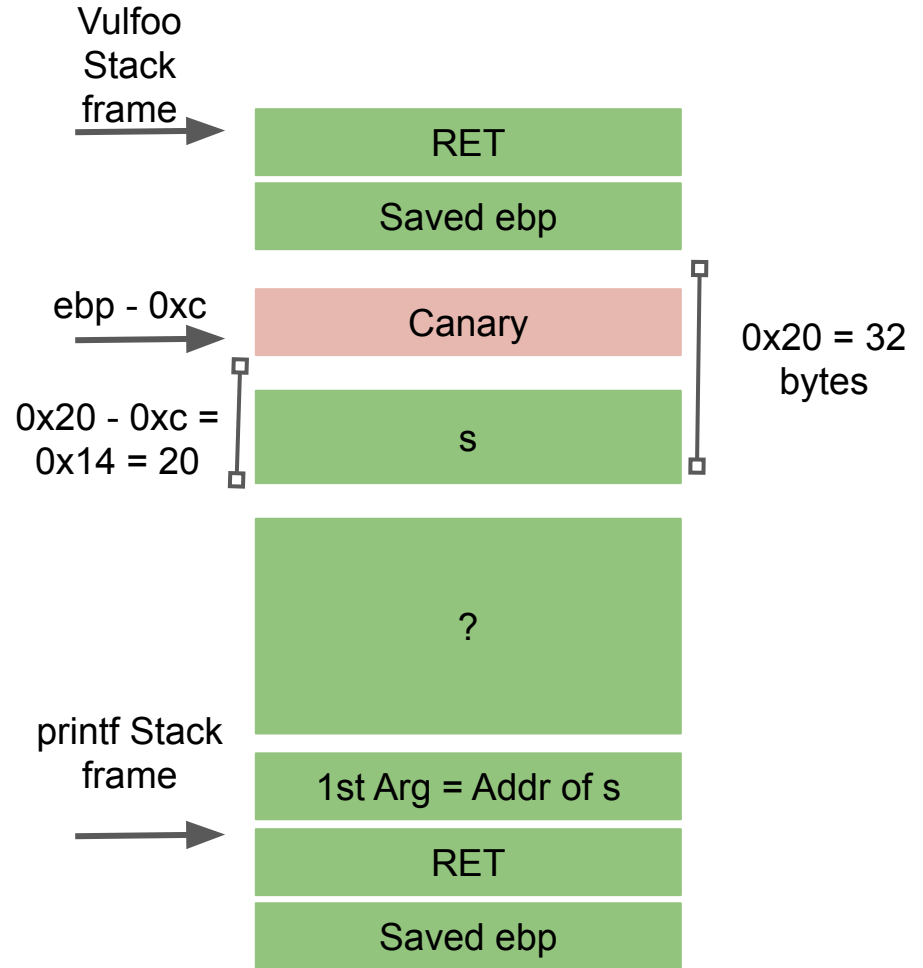 Vulfoo
Stack
frame
RET
Saved ebp
ebp - 0xc
Canary
0x20 = 32
bytes
0x20 - 0xc =
0x14 = 20
s
?
printf Stack
frame
1st Arg = Addr of s
RET
Saved ebp